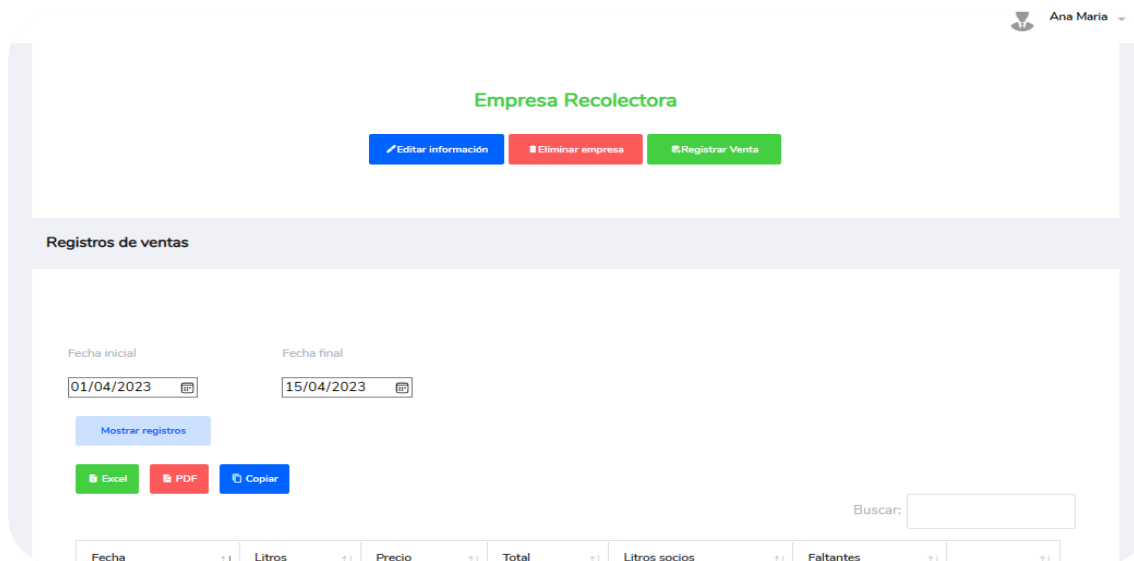 Ana Maria
Empresa Recolectora
Editar información Eliminar empresa Registrar Venta
Registros de ventas
Fecha inicial Fecha final
01/04/2023 15/04/2023
Mostrar registros
Excel PDF Copiar
Buscar:
Fecha Litros Precio Total Litros socios Faltantes